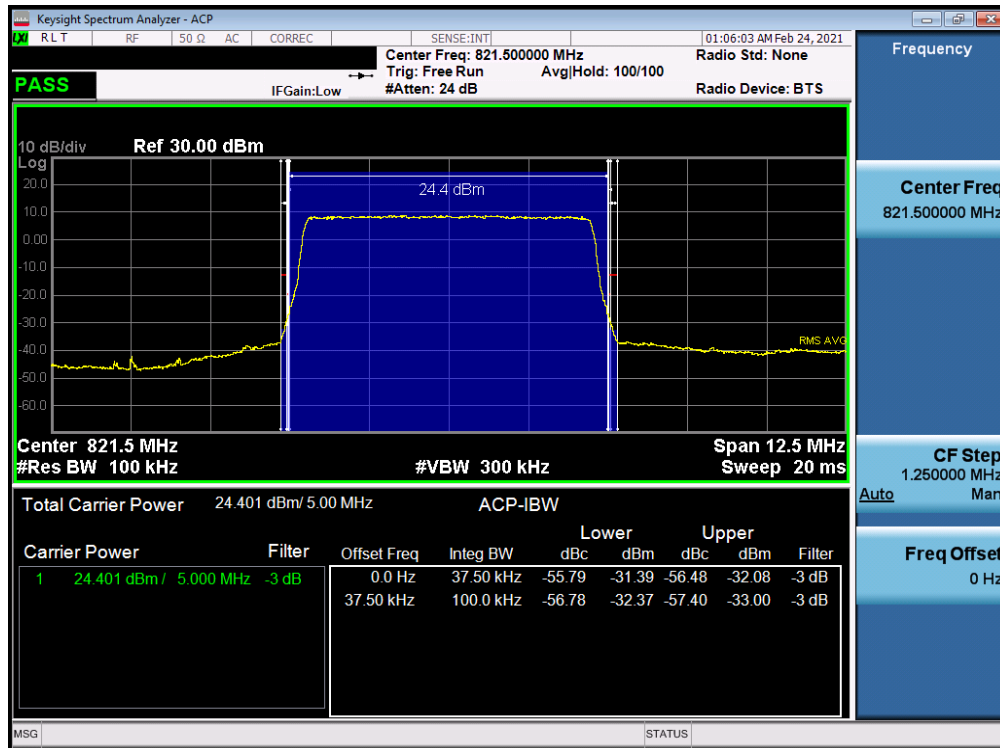 Keysight Spectrum Analyzer - ACP
LXI RLT RF 50 Ω AC CORREC SENSE:INT 01:06:03 AM Feb 24, 2021
Center Freq: 821.500000 MHz Radio Std: None
Trig: Free Run Avg|Hold: 100/100
PASS IFGain:Low #Atten: 24 dB Radio Device: BTS
10 dB/div Ref 30.00 dBm
Log
20.0
24.4 dBm
10.0
0.00
-10.0
-20.0
-30.0
-40.0
RMS AVG
-50.0
-60.0
Center 821.5 MHz Span 12.5 MHz
#Res BW 100 kHz #VBW 300 kHz Sweep 20 ms
Total Carrier Power 24.401 dBm/ 5.00 MHz ACP-IBW
Lower Upper
Carrier Power Filter Offset Freq Integ BW dBc dBm dBc dBm Filter
1 24.401 dBm / 5.000 MHz -3 dB 0.0 Hz 37.50 kHz -55.79 -31.39 -56.48 -32.08 -3 dB
37.50 kHz 100.0 kHz -56.78 -32.37 -57.40 -33.00 -3 dB
MSG STATUS
Frequency
Center Freq
821.500000 MHz
CF Step
1.250000 MHz
Auto Man
Freq Offset
0 Hz